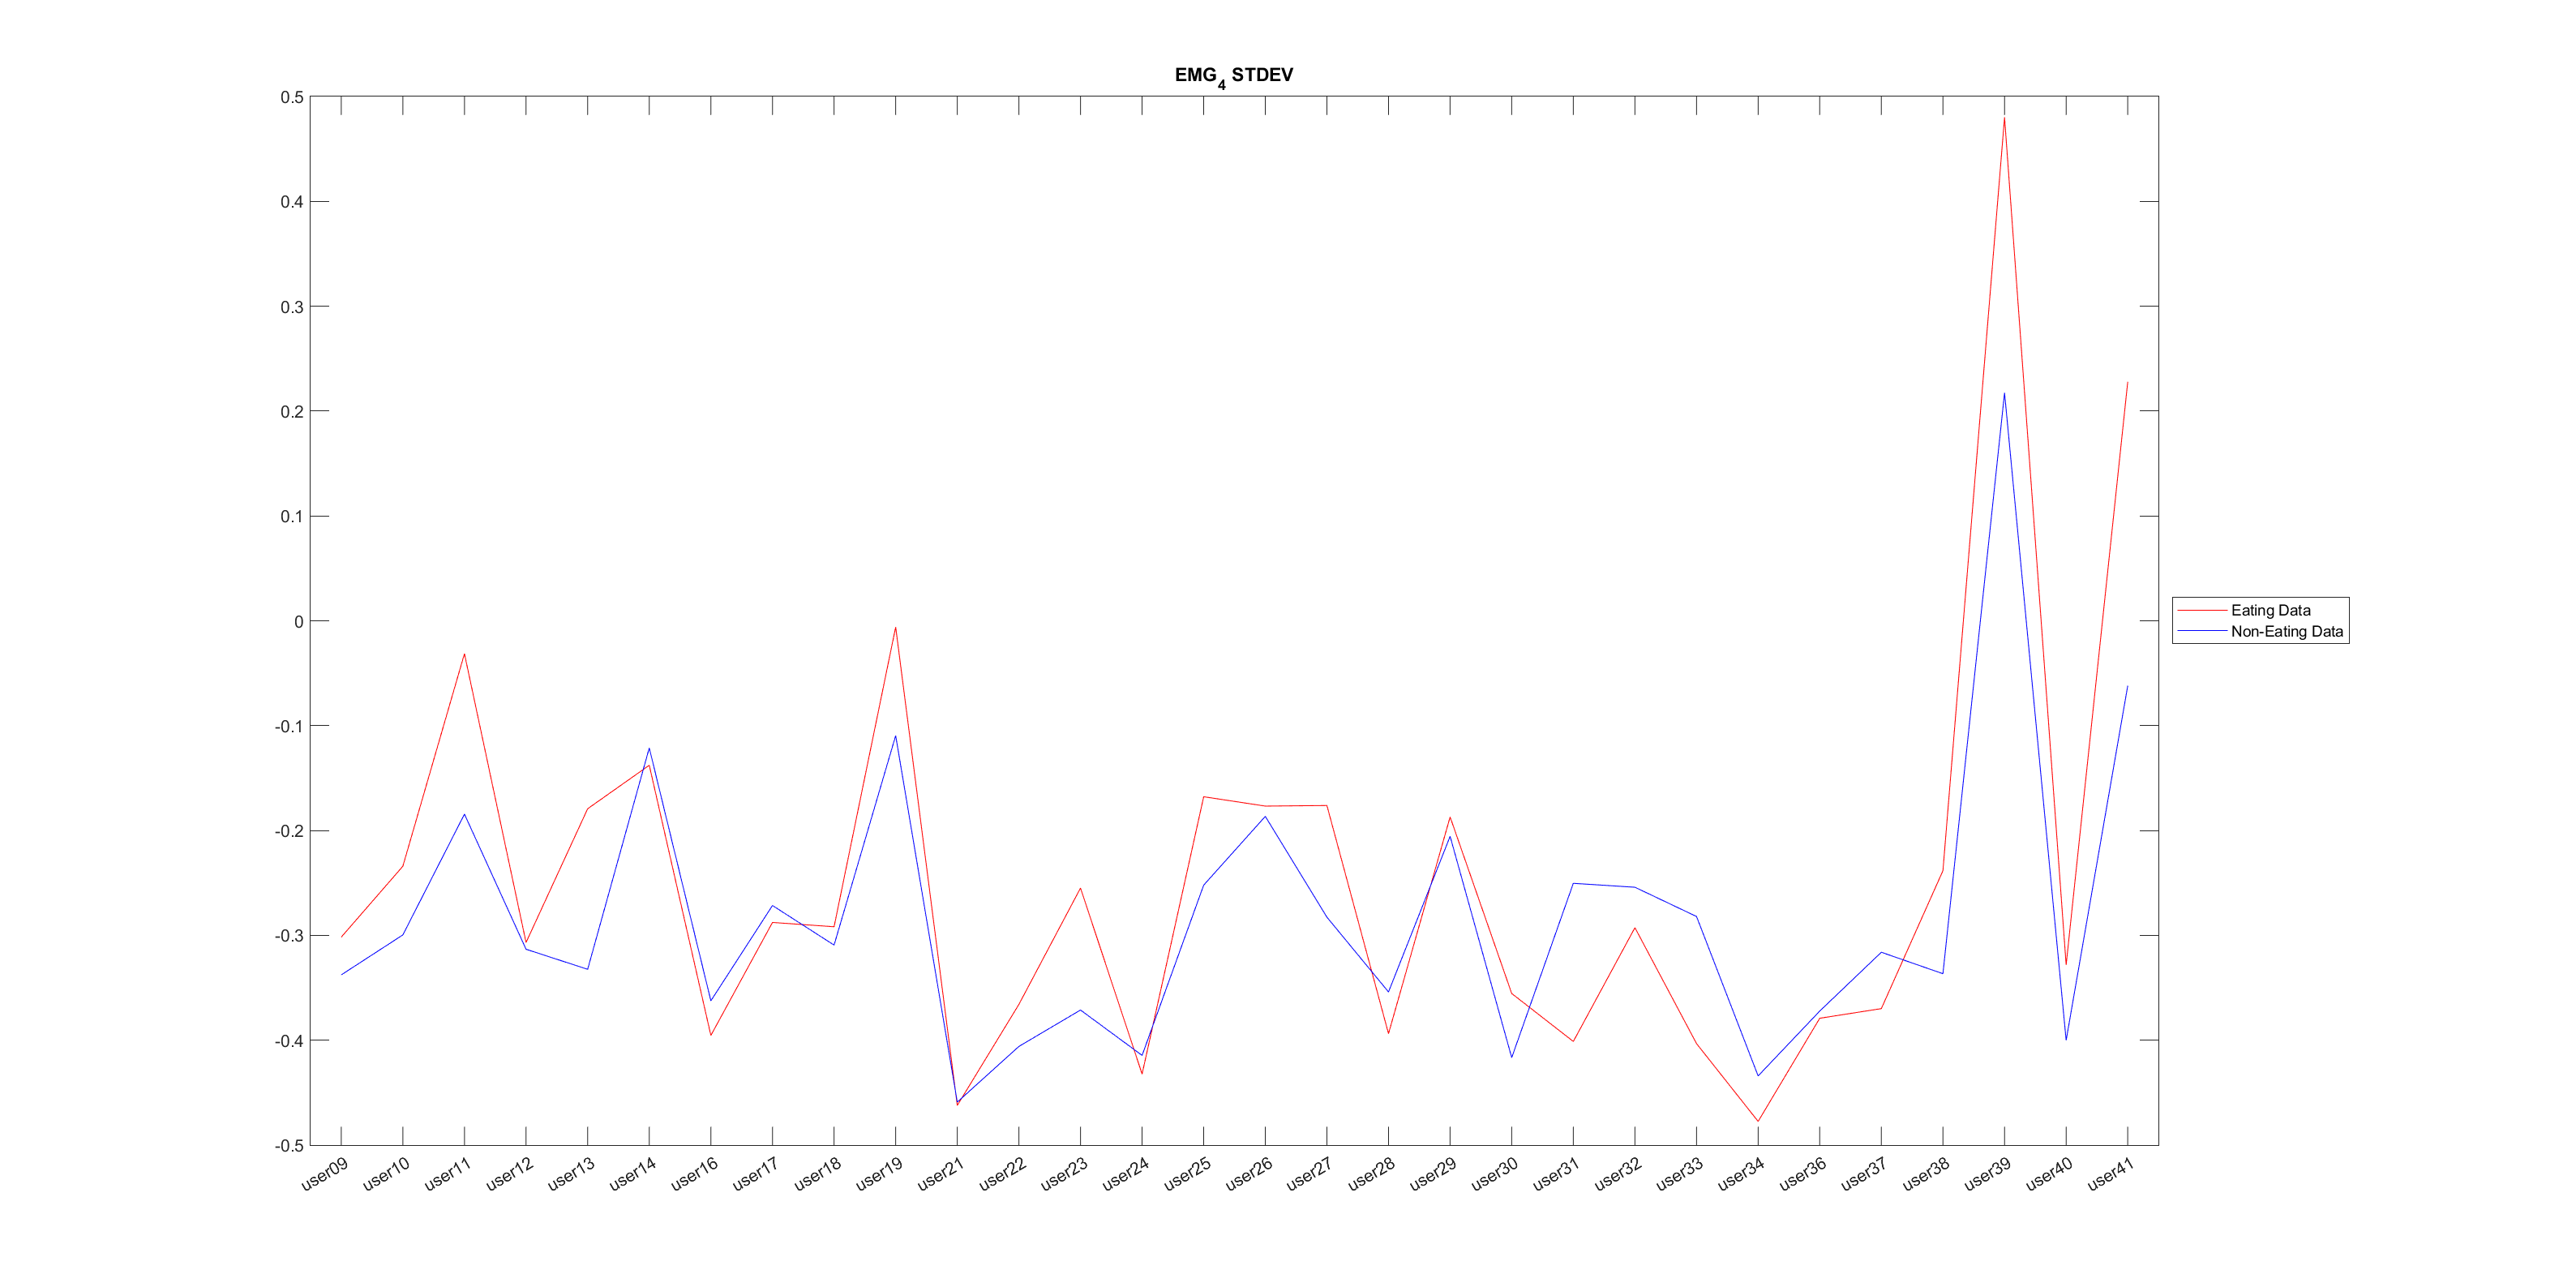 EMG4 STDEV
0.5
0.4
0.3
0.2
0.1
0
-0.1
-0.2
-0.3
-0.4
-0.5
user09 user10 user11 user12 user13 user14 user16 user17 user18 user19 user21 user22 user23 user24 user25 user26 user27 user28 user29 user30 user31 user32 user33 user34 user36 user37 user38 user39 user40 user41
Eating Data
Non-Eating Data